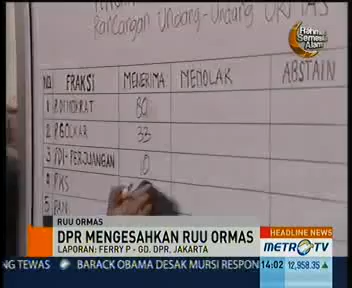 Rancangan Undang-Undang ORMAS
Rahmat Semesta Alam
NO FRAKSI MENERIMA MENOLAK ABSTAIN
1 P. DEMOKRAT 80
2 P. GOLKAR 33
3 PDI-PERJUANGAN 0
4 PKS
5 PAN
RUU ORMAS
DPR MENGESAHKAN RUU ORMAS
LAPORAN: FERRY P - GD. DPR, JAKARTA
HEADLINE NEWS
METRO TV
NG TEWAS BARACK OBAMA DESAK MURSI RESPON
14:02 12,958.35